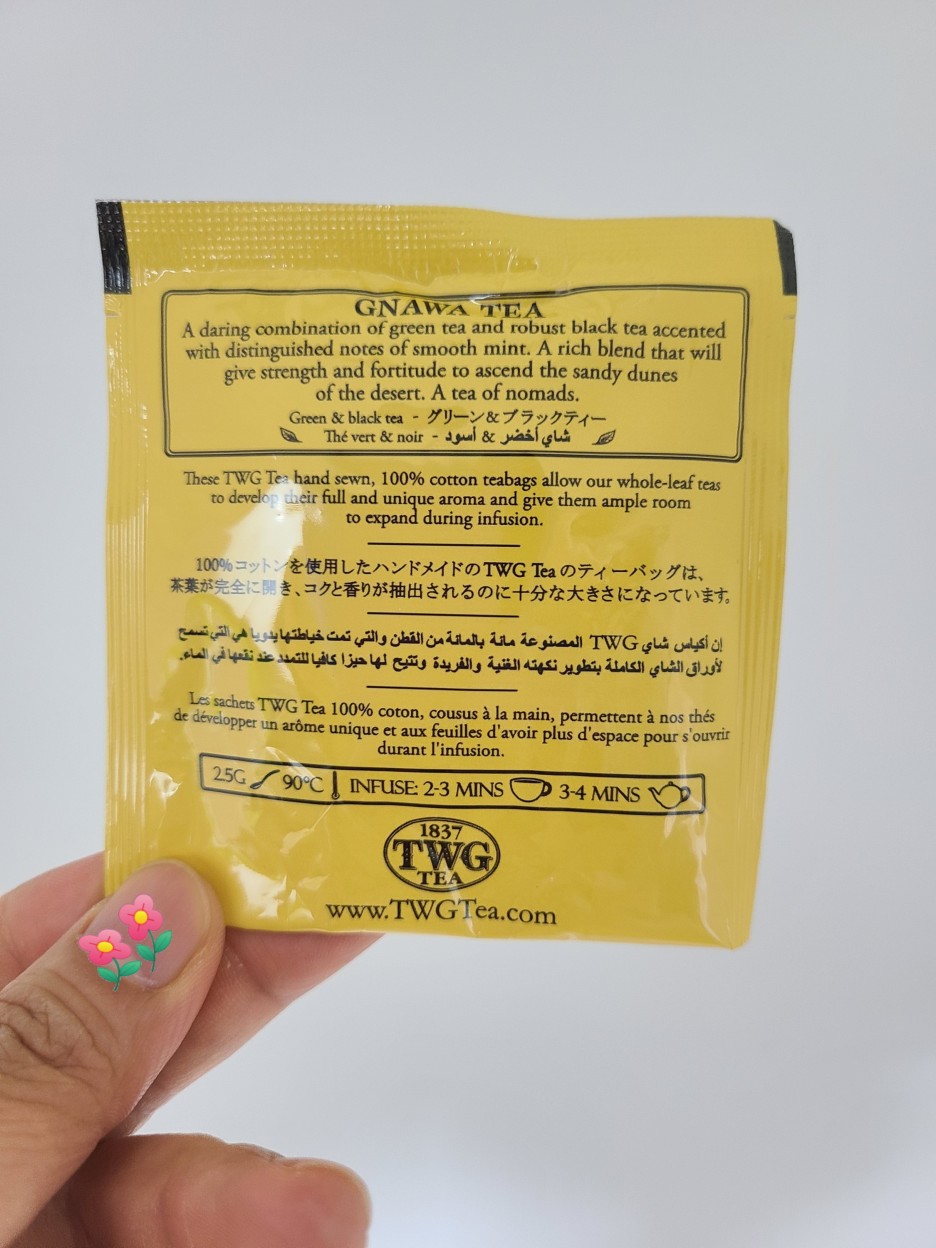 GNAWA TEA
A daring combination of green tea and robust black tea accented
with distinguished notes of smooth mint. A rich blend that will
give strength and fortitude to ascend the sandy dunes
of the desert. A tea of nomads.
Green & black tea - グリーン&ブラックティー
Thé vert & noir - شاي أخضر & أسود
These TWG Tea hand sewn, 100% cotton teabags allow our whole-leaf teas
to develop their full and unique aroma and give them ample room
to expand during infusion.
100%コットンを使用したハンドメイドのTWG Teaのティーバッグは、
茶葉が完全に開き、コクと香りが抽出されるのに十分な大きさになっています。
إن أكياس شاي TWG المصنوعة مائة بالمائة من القطن والتي تمت خياطتها يدويا هي التي تسمح
لأوراق الشاي الكاملة بتطوير نكهته الغنية والفريدة وتتيح لها حيزا كافيا للتمدد عند نقعها في الماء.
Les sachets TWG Tea 100% coton, cousus à la main, permettent à nos thés
de développer un arôme unique et aux feuilles d'avoir plus d'espace pour s'ouvrir
durant l'infusion.
2.5G 90°C INFUSE: 2-3 MINS 3-4 MINS
1837
TWG
TEA
www.TWGTea.com